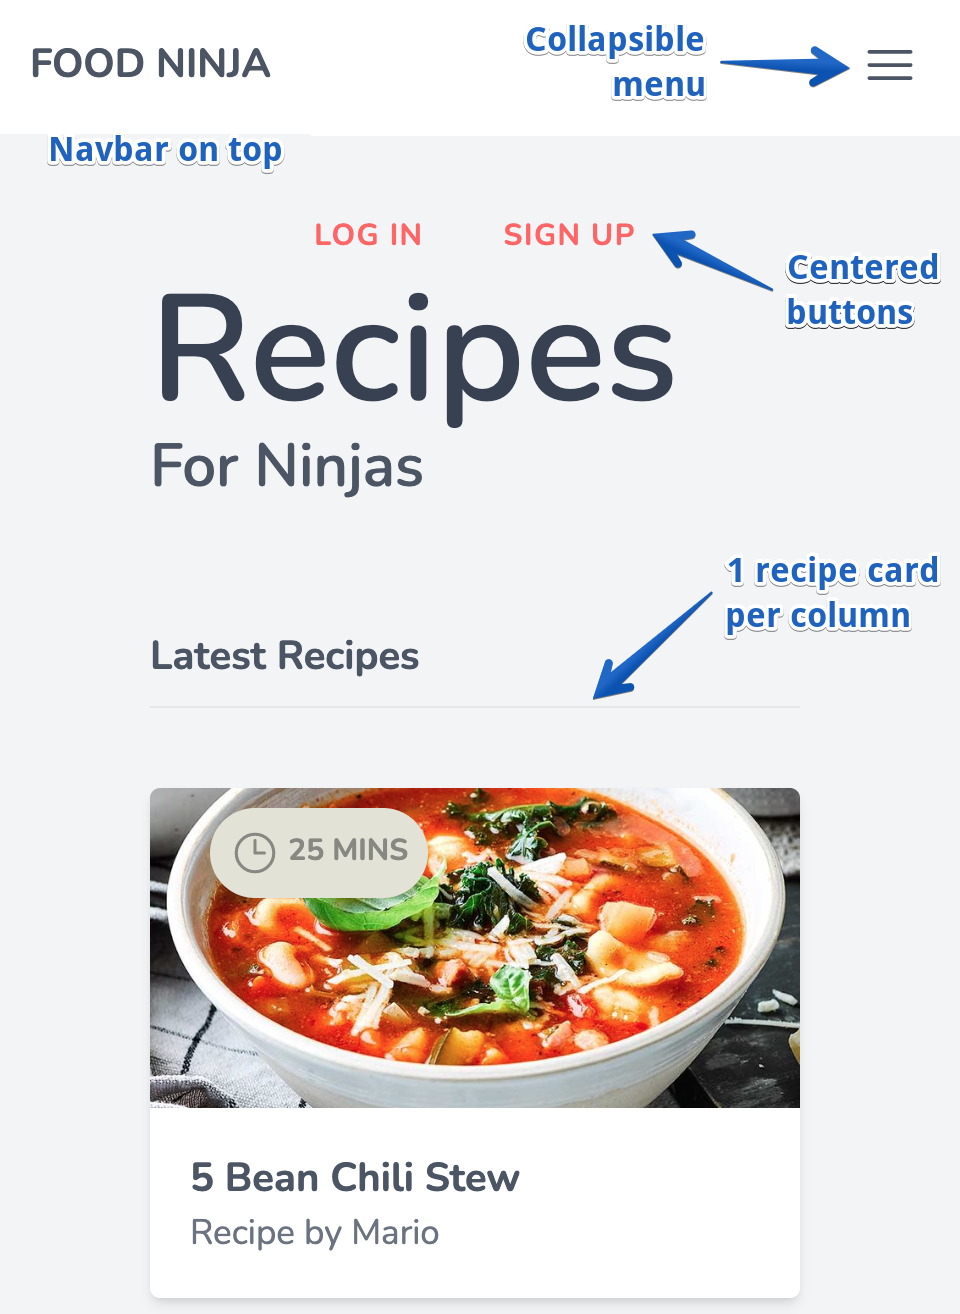 FOOD NINJA
Collapsible
menu
Navbar on top
LOG IN SIGN UP
Centered
buttons
Recipes
For Ninjas
1 recipe card
per column
Latest Recipes
25 MINS
5 Bean Chili Stew
Recipe by Mario